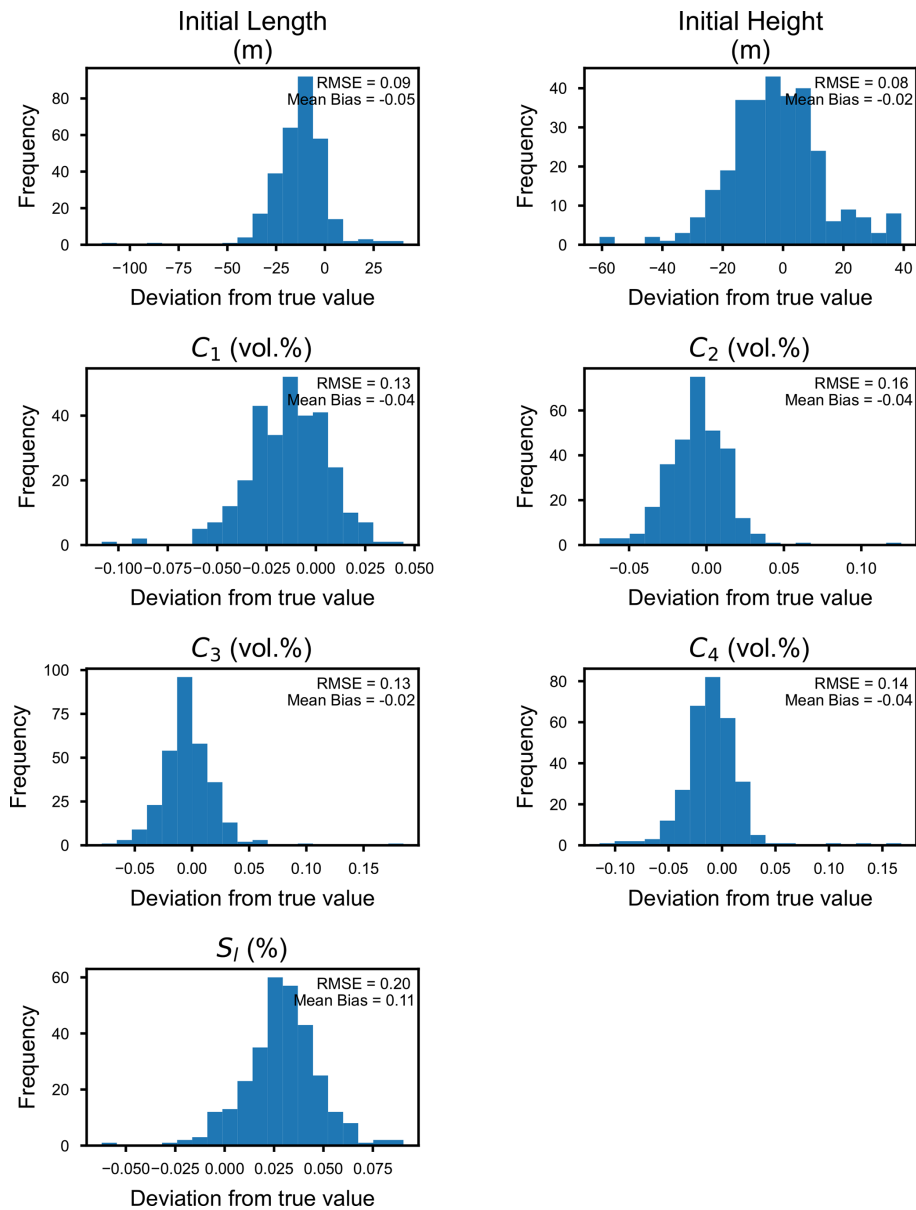 Initial Length
(m)
RMSE = 0.09
Mean Bias = -0.05
Frequency
80
60
40
20
0
−100 −75 −50 −25 0 25
Deviation from true value
Initial Height
(m)
RMSE = 0.08
Mean Bias = -0.02
Frequency
40
30
20
10
0
−60 −40 −20 0 20 40
Deviation from true value
C₁ (vol.%)
RMSE = 0.13
Mean Bias = -0.04
Frequency
40
20
0
−0.100 −0.075 −0.050 −0.025 0.000 0.025 0.050
Deviation from true value
C₂ (vol.%)
RMSE = 0.16
Mean Bias = -0.04
Frequency
60
40
20
0
−0.05 0.00 0.05 0.10
Deviation from true value
C₃ (vol.%)
RMSE = 0.13
Mean Bias = -0.02
Frequency
100
75
50
25
0
−0.05 0.00 0.05 0.10 0.15
Deviation from true value
C₄ (vol.%)
RMSE = 0.14
Mean Bias = -0.04
Frequency
80
60
40
20
0
−0.10 −0.05 0.00 0.05 0.10 0.15
Deviation from true value
Sₗ (%)
RMSE = 0.20
Mean Bias = 0.11
Frequency
60
40
20
0
−0.050 −0.025 0.000 0.025 0.050 0.075
Deviation from true value